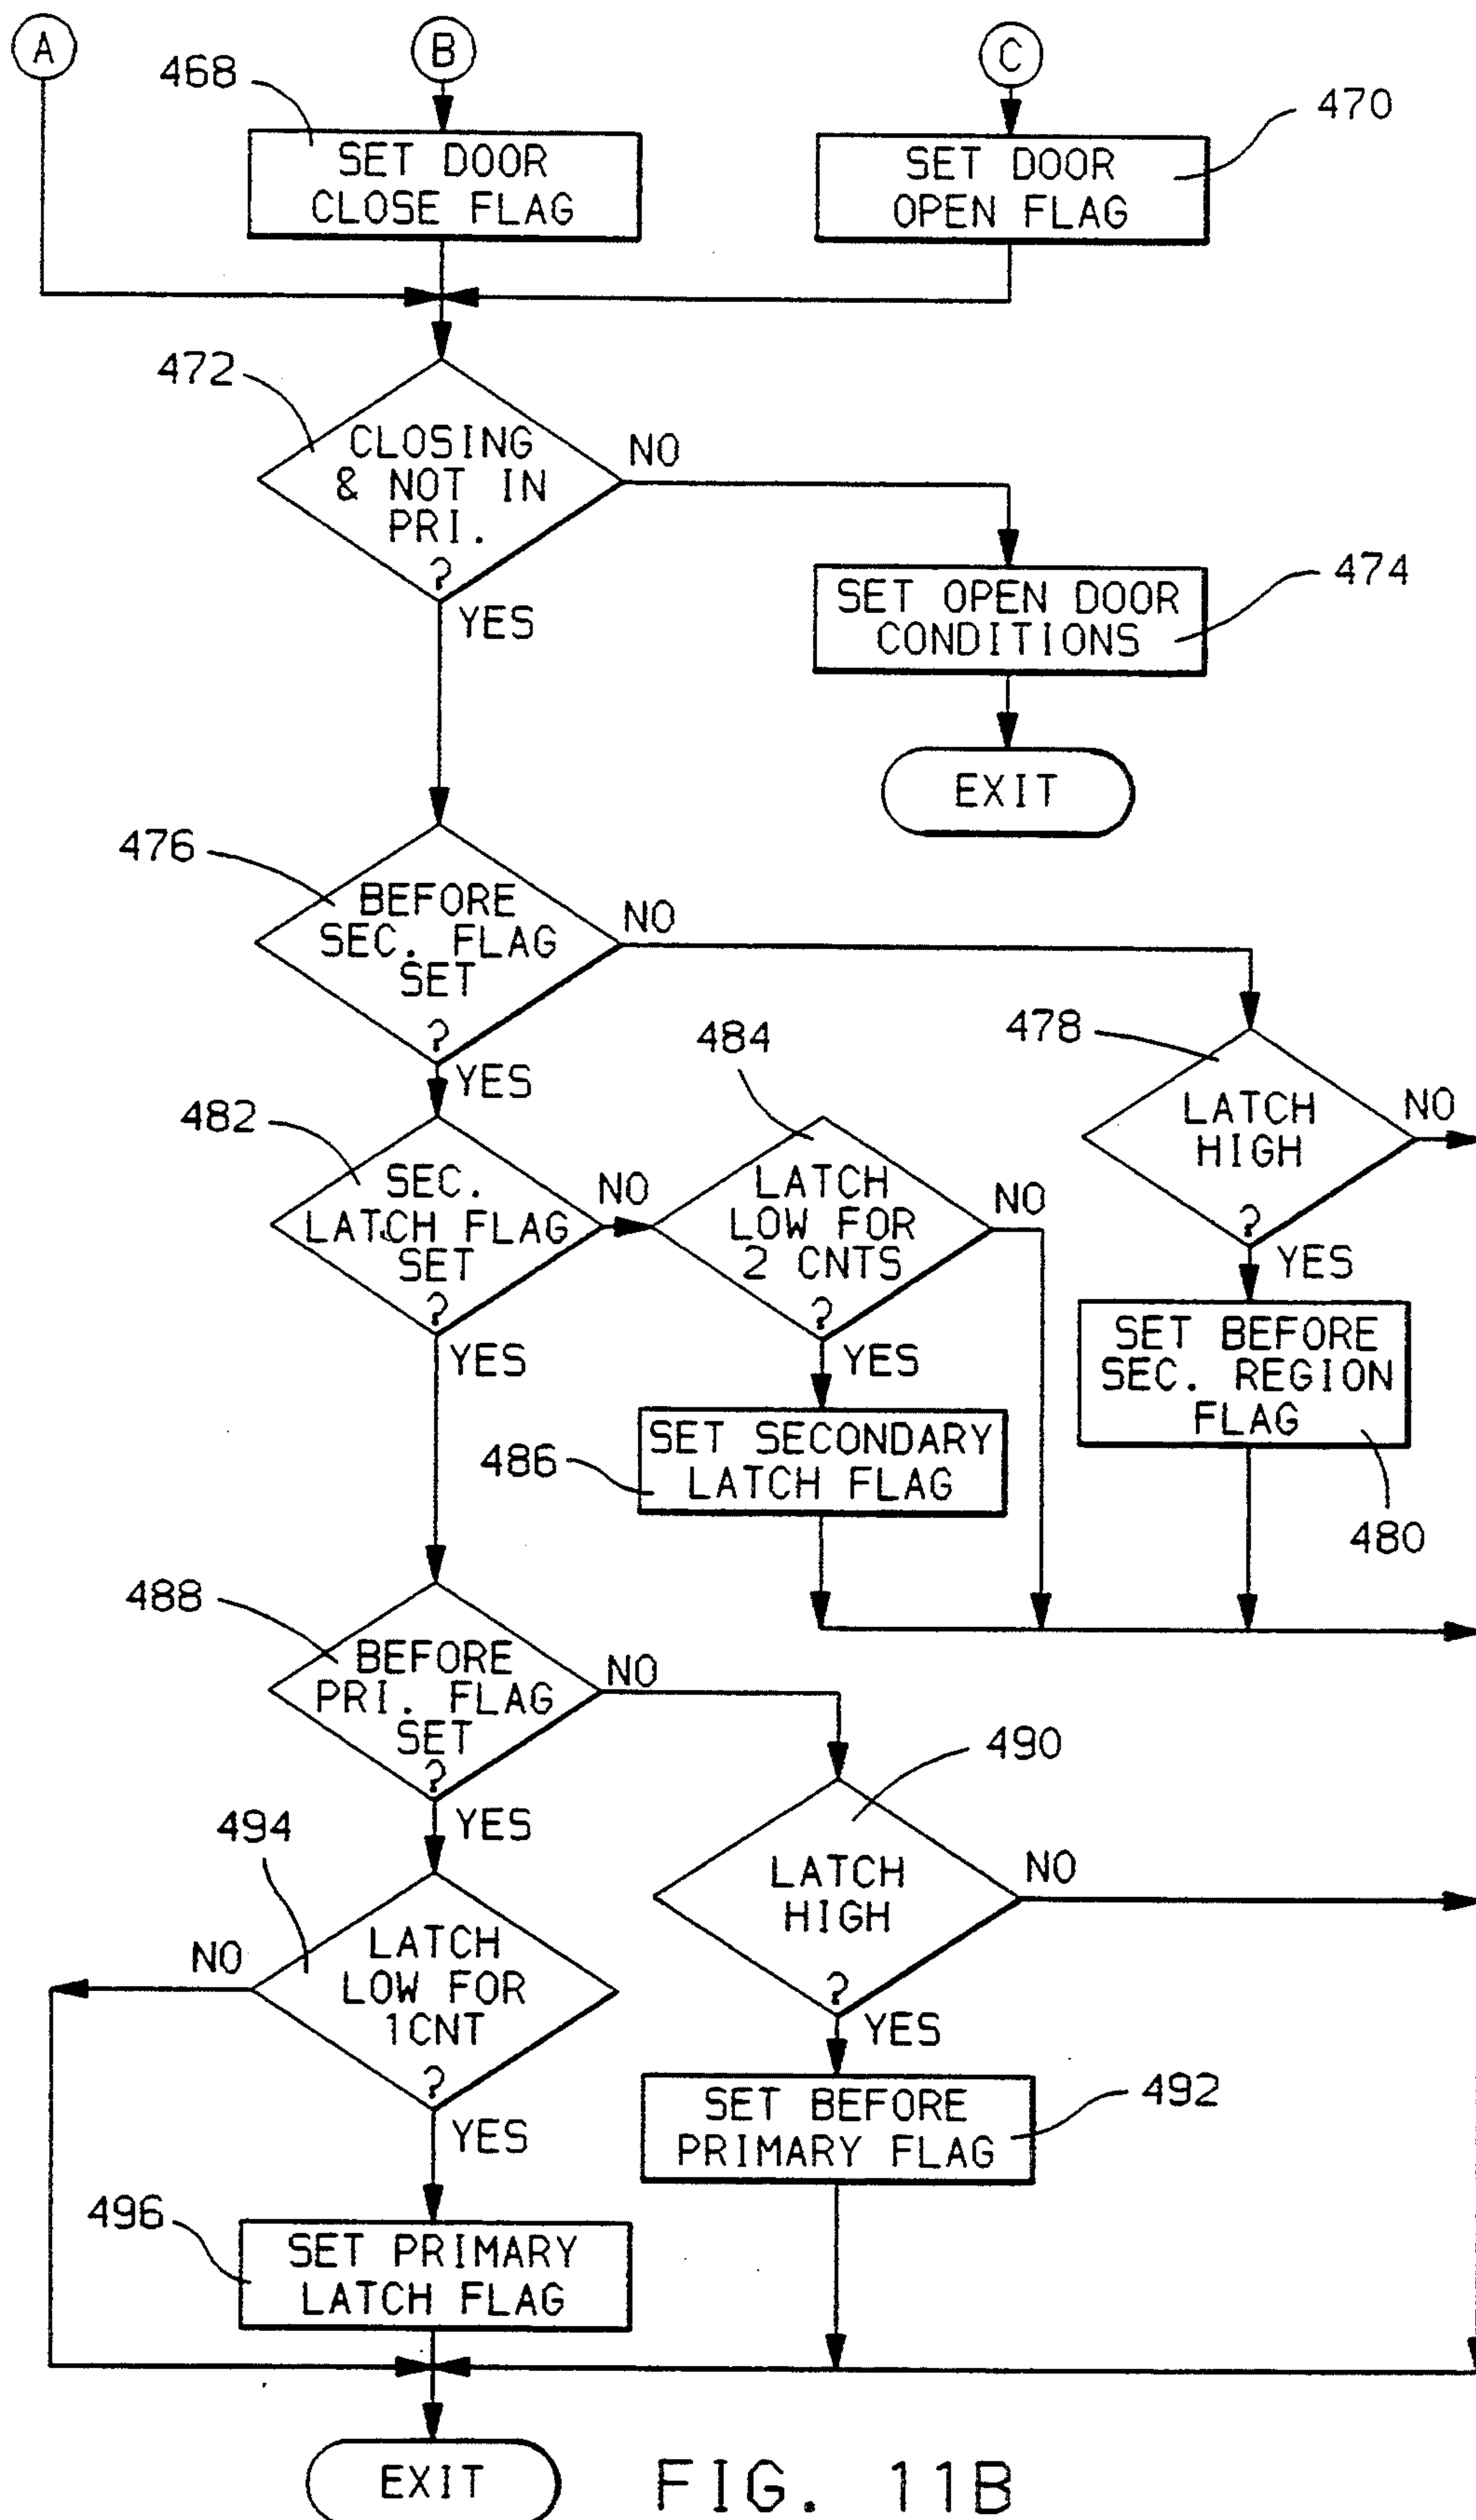 A
B
C
468
470
SET DOOR
CLOSE FLAG
SET DOOR
OPEN FLAG
472
CLOSING
& NOT IN
PRI.
?
NO
YES
474
SET OPEN DOOR
CONDITIONS
EXIT
476
BEFORE
SEC. FLAG
SET
?
NO
YES
478
LATCH
HIGH
?
NO
YES
SET BEFORE
SEC. REGION
FLAG
480
482
SEC.
LATCH FLAG
SET
?
NO
YES
484
LATCH
LOW FOR
2 CNTS
?
NO
YES
SET SECONDARY
LATCH FLAG
486
488
BEFORE
PRI. FLAG
SET
?
NO
YES
490
LATCH
HIGH
?
NO
YES
SET BEFORE
PRIMARY FLAG
492
494
LATCH
LOW FOR
1CNT
?
NO
YES
496
SET PRIMARY
LATCH FLAG
EXIT
FIG. 11B